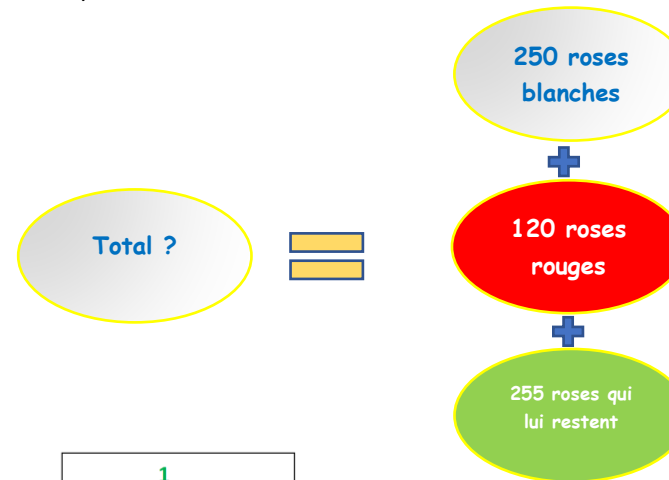 250 roses
blanches
Total ?
120 roses
rouges
255 roses qui
lui restent
1